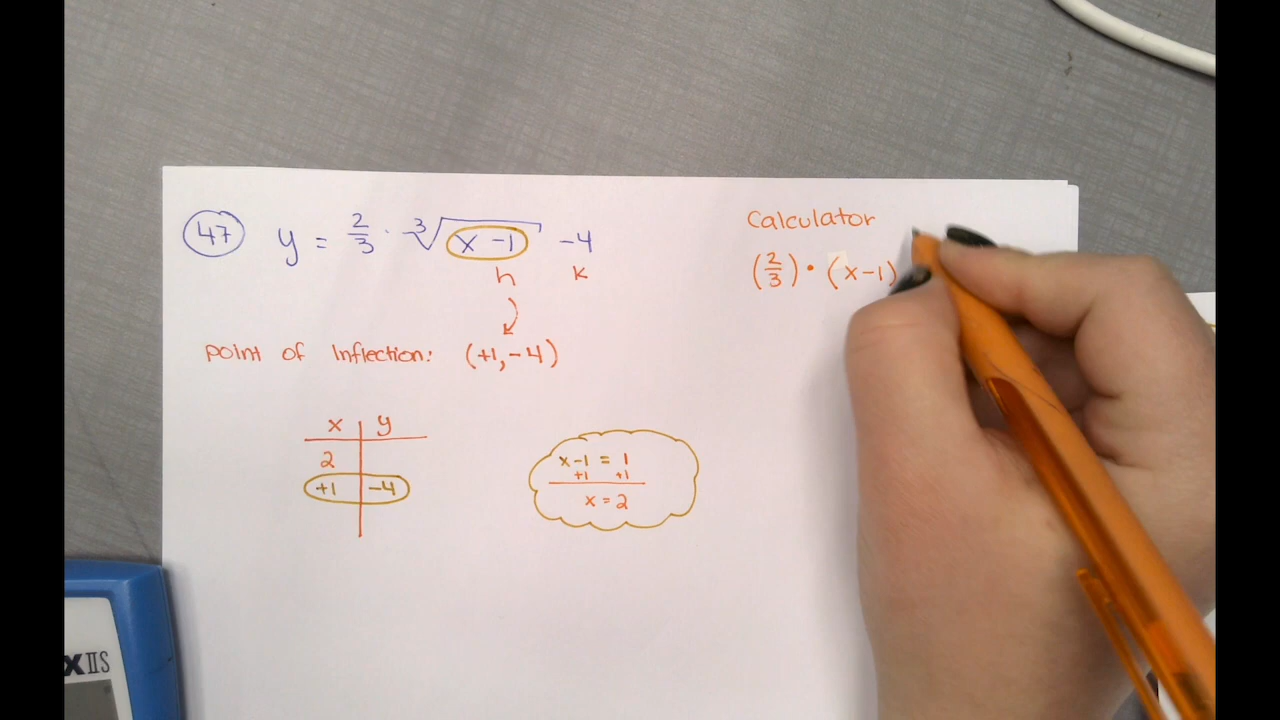 47 y = 2/3 · ∛(x -1) -4
h k
Calculator
(2/3) • (x-1)
point of inflection: (+1, -4)
x y
2
+1 -4
x-1 = 1
+1 +1
x = 2
X IIS